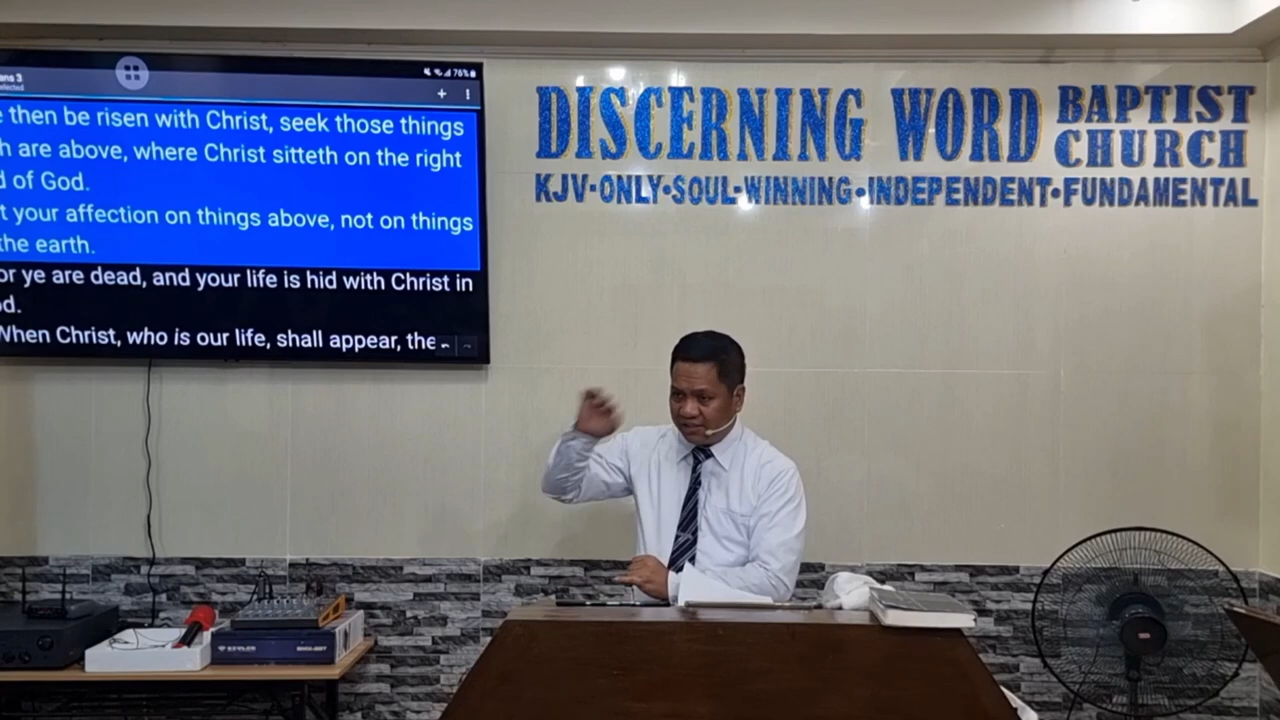 ans 3
selected
76%
then be risen with Christ, seek those things
are above, where Christ sitteth on the right
of God.
your affection on things above, not on things
the earth.
or ye are dead, and your life is hid with Christ in
d.
When Christ, who is our life, shall appear, the
DISCERNING WORD BAPTIST CHURCH
KJV-ONLY•SOUL-WINNING•INDEPENDENT•FUNDAMENTAL